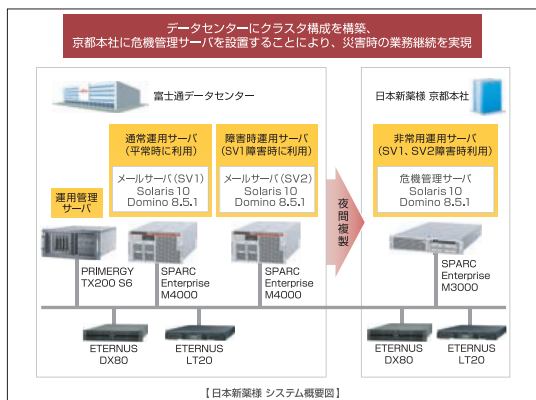 データセンターにクラスタ構成を構築、
京都本社に危機管理サーバを設置することにより、災害時の業務継続を実現
富士通データセンター
日本新薬様 京都本社
運用管理
サーバ
通常運用サーバ
(平常時に利用)
メールサーバ(SV1)
Solaris 10
Domino 8.5.1
障害時運用サーバ
(SV1障害時に利用)
メールサーバ(SV2)
Solaris 10
Domino 8.5.1
夜間複製
非常用運用サーバ
(SV1、SV2障害時利用)
危機管理サーバ
Solaris 10
Domino 8.5.1
PRIMERGY
TX200 S6
SPARC
Enterprise
M4000
SPARC
Enterprise
M4000
SPARC
Enterprise
M3000
ETERNUS
DX80
ETERNUS
LT20
ETERNUS
DX80
ETERNUS
LT20
【日本新薬様 システム概要図】